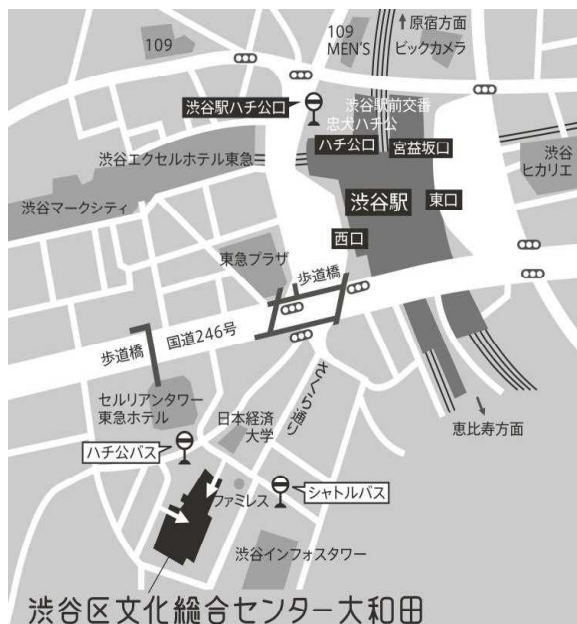 109
MEN'S
↑原宿方面
ビックカメラ
109
渋谷駅ハチ公口
渋谷駅前交番
忠犬ハチ公
ハチ公口
宮益坂口
渋谷エクセルホテル東急
渋谷
ヒカリエ
渋谷マークシティ
渋谷駅
東口
西口
東急プラザ
歩道橋
国道246号
歩道橋
セルリアンタワー
東急ホテル
さくら通り
日本経済
大学
恵比寿方面
ハチ公バス
ファミレス
シャトルバス
渋谷インフォスタワー
渋谷区文化総合センター大和田